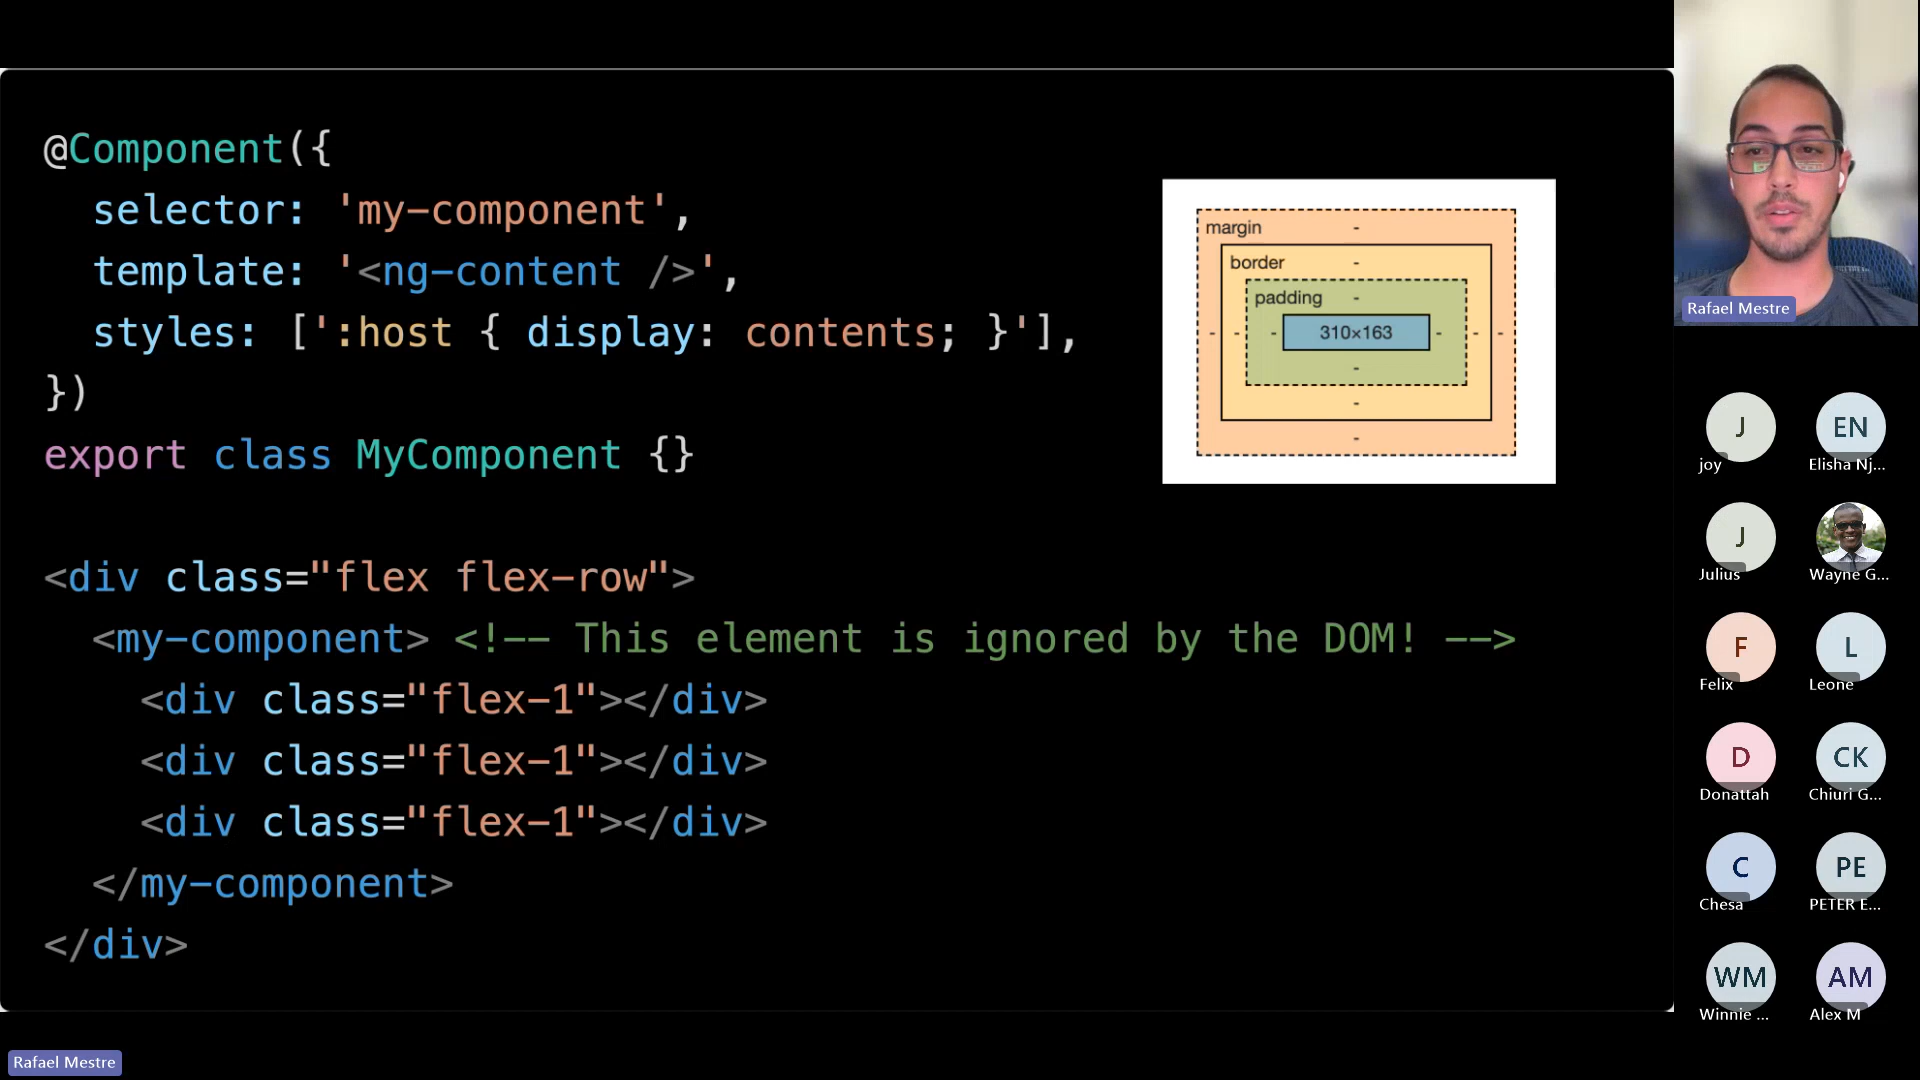 @Component({
  selector: 'my-component',
  template: '<ng-content />',
  styles: [':host { display: contents; }'],
})
export class MyComponent {}
<div class="flex flex-row">
  <my-component> <!-- This element is ignored by the DOM! -->
    <div class="flex-1"></div>
    <div class="flex-1"></div>
    <div class="flex-1"></div>
  </my-component>
</div>
margin -
border -
padding -
- - - 310×163 - - -
-
-
-
Rafael Mestre
J EN
joy Elisha Nj...
J
Julius Wayne G...
F L
Felix Leone
D CK
Donattah Chiuri G...
C PE
Chesa PETER E...
WM AM
Winnie ... Alex M
Rafael Mestre